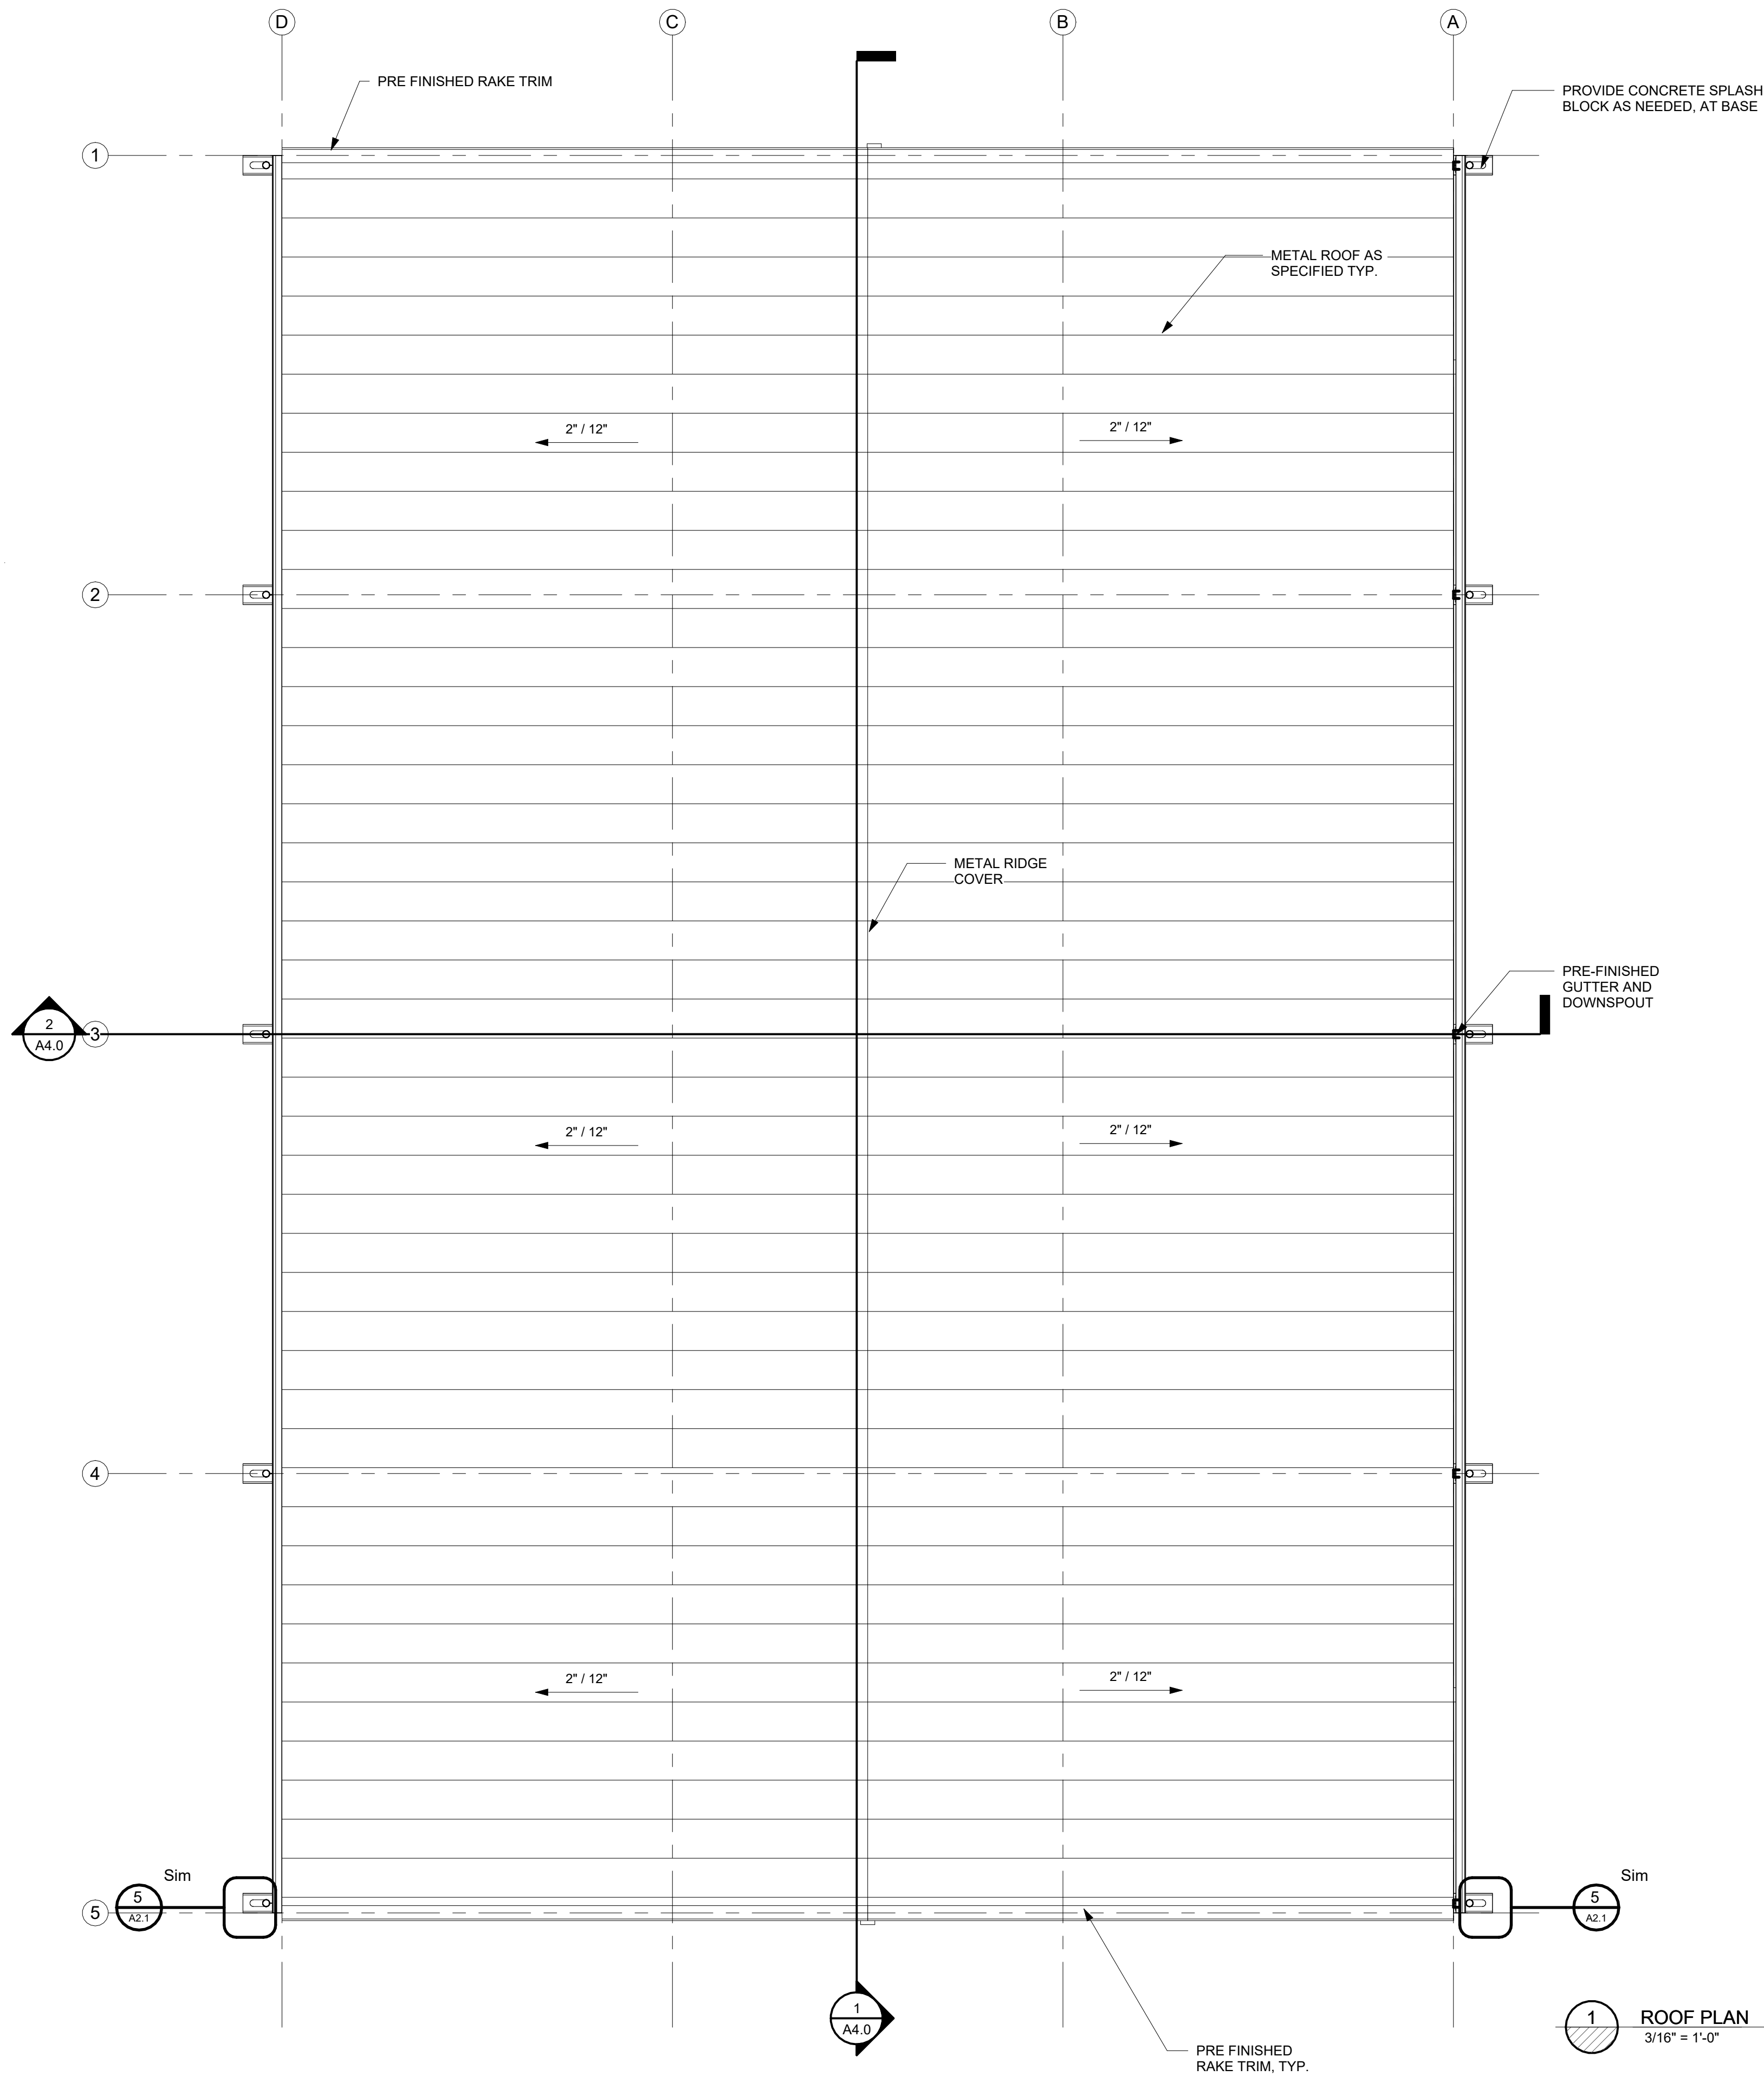 D
C
B
A
PRE FINISHED RAKE TRIM
PROVIDE CONCRETE SPLASH
BLOCK AS NEEDED, AT BASE
1
METAL ROOF AS
SPECIFIED TYP.
2" / 12"
2" / 12"
2
METAL RIDGE
COVER
PRE-FINISHED
GUTTER AND
DOWNSPOUT
2
A4.0
3
2" / 12"
2" / 12"
4
2" / 12"
2" / 12"
Sim
5
A2.1
5
Sim
5
A2.1
1
A4.0
1
ROOF PLAN
3/16" = 1'-0"
PRE FINISHED
RAKE TRIM, TYP.